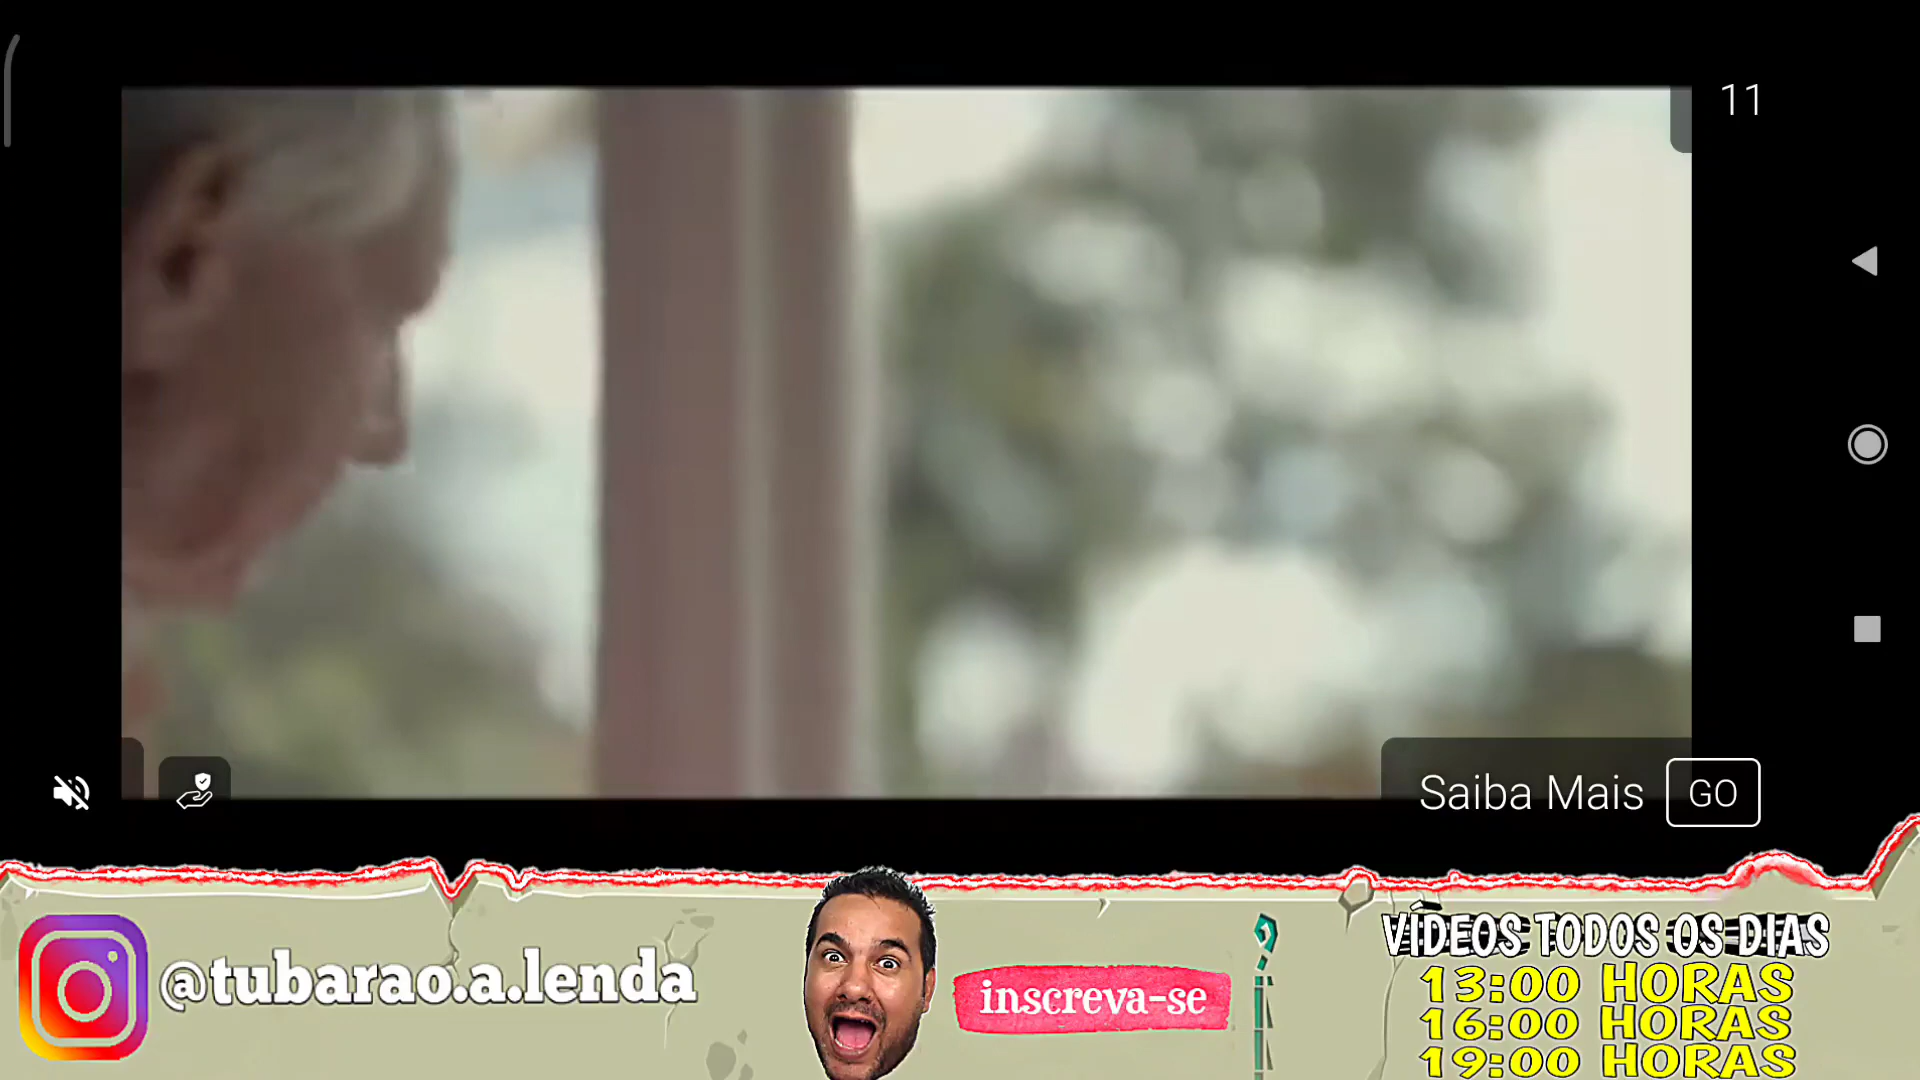 11
Saiba Mais GO
@tubarao.a.lenda
inscreva-se
VÍDEOS TODOS OS DIAS
13:00 HORAS
16:00 HORAS
19:00 HORAS